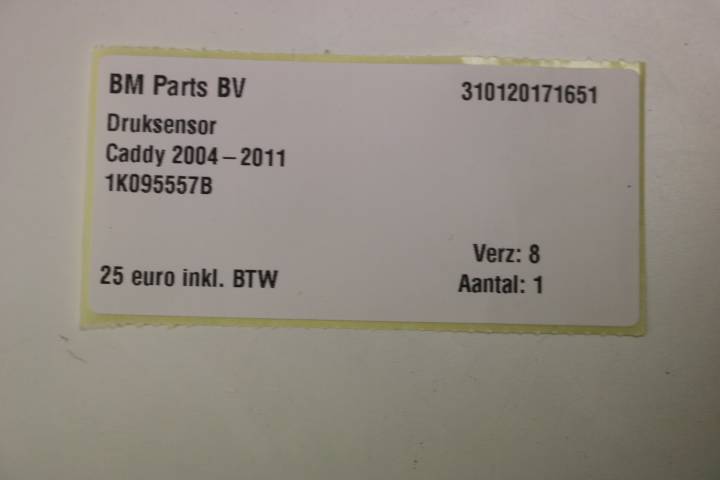 BM Parts BV 310120171651
Druksensor
Caddy 2004 – 2011
1K095557B
Verz: 8
25 euro inkl. BTW Aantal: 1